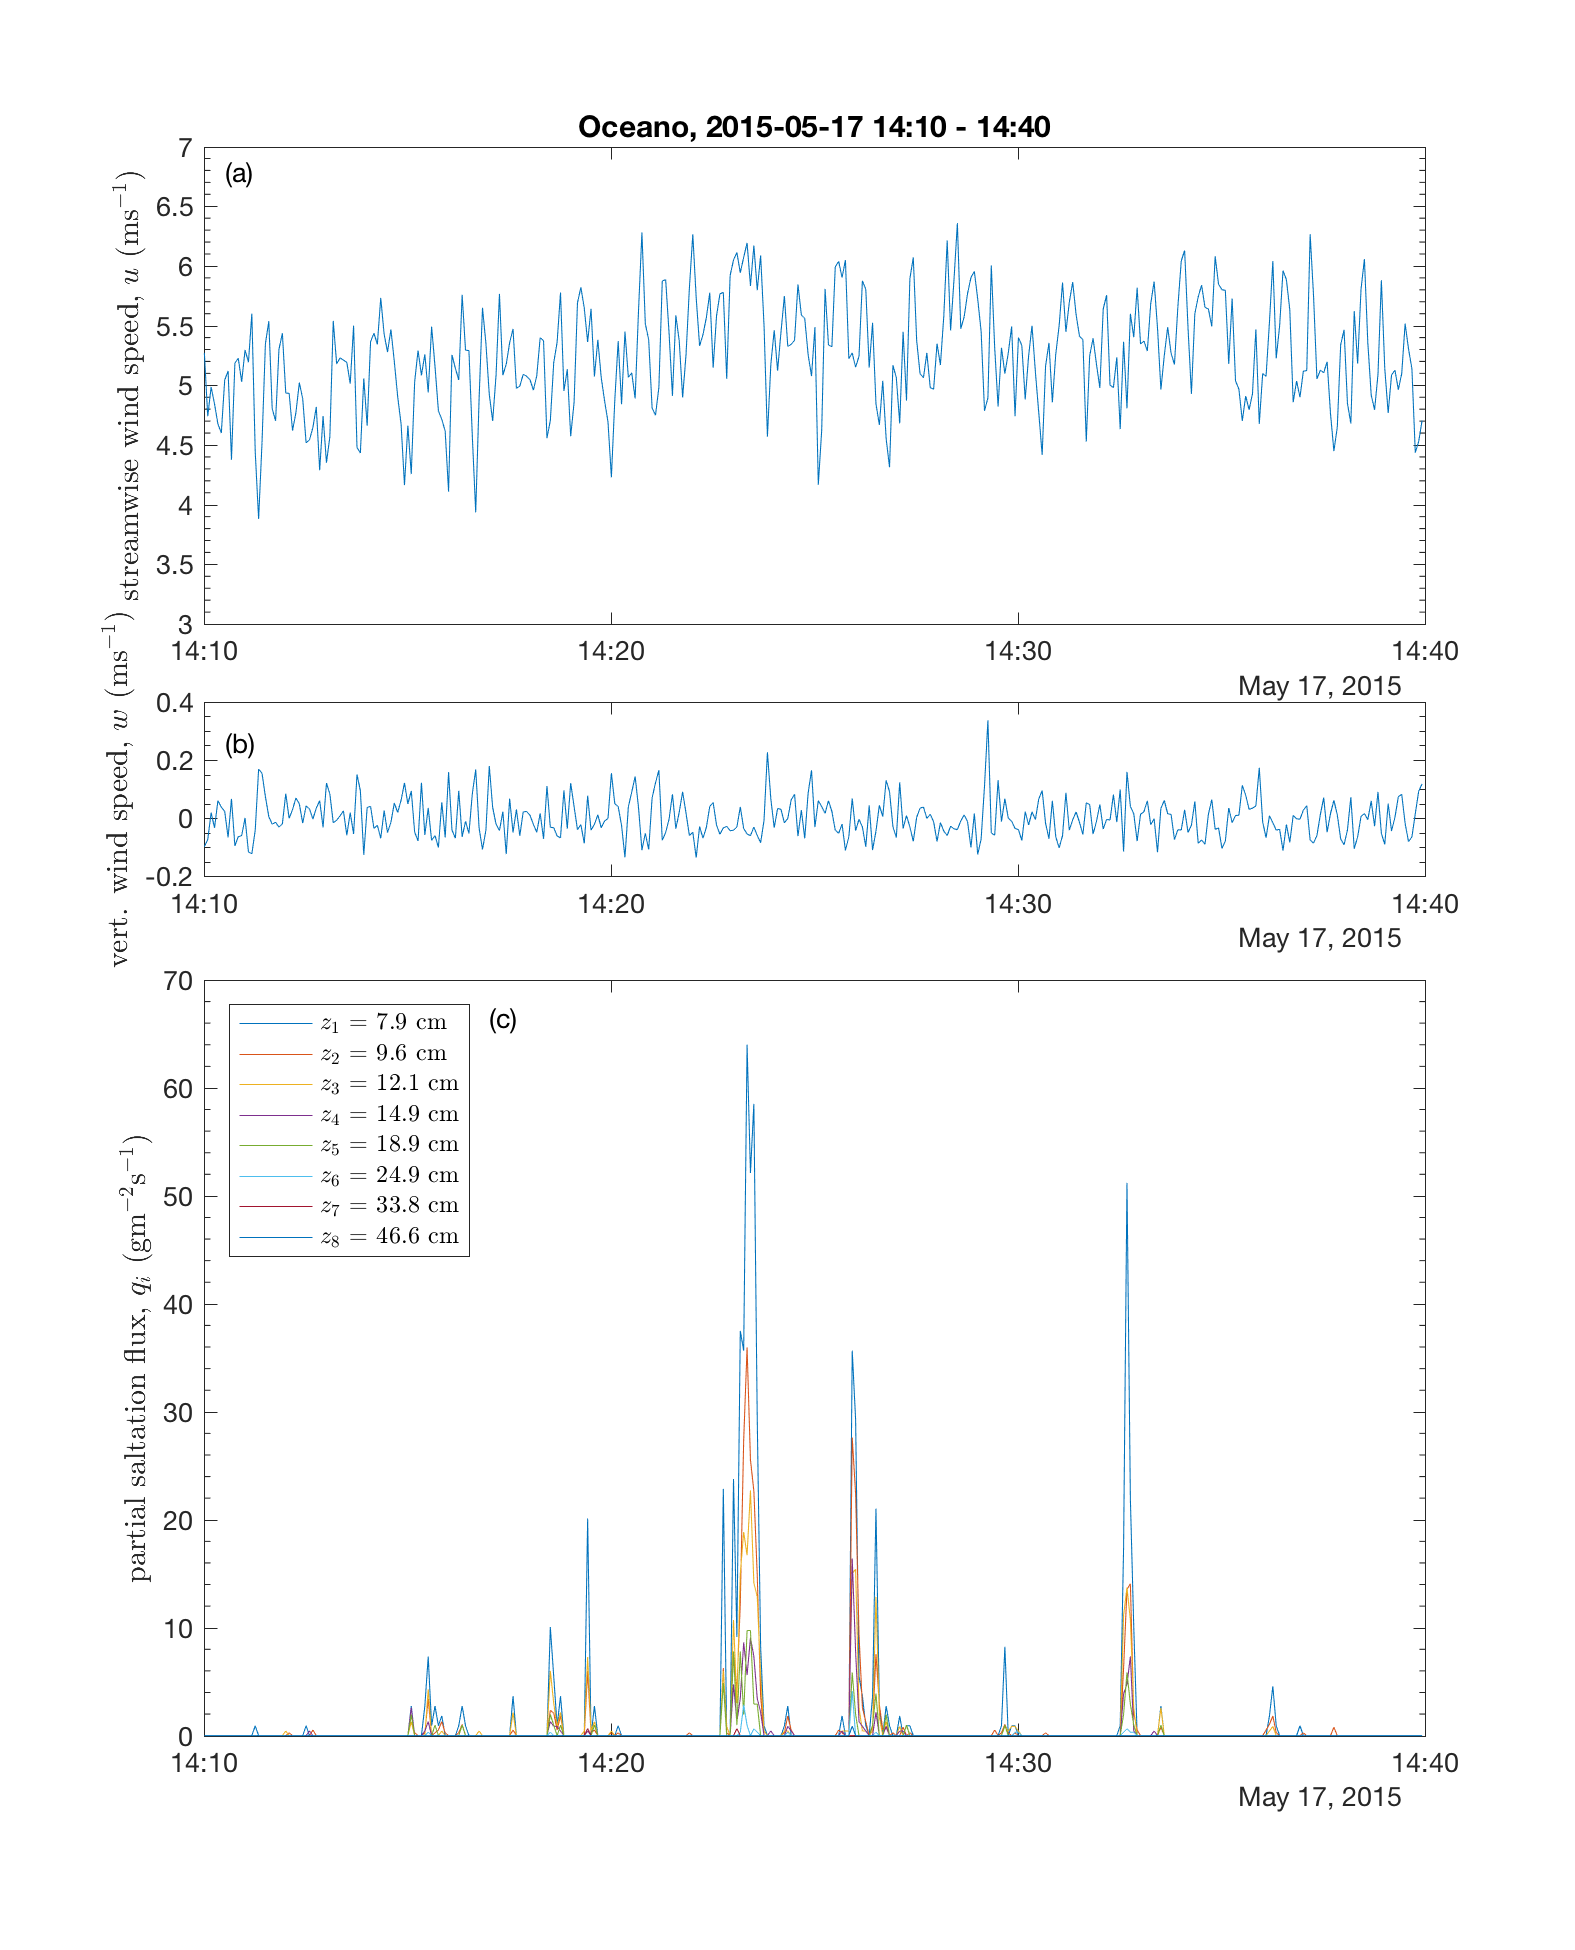 Oceano, 2015-05-17 14:10 - 14:40
(a)
streamwise wind speed, u (ms⁻¹)
7
6.5
6
5.5
5
4.5
4
3.5
3
14:10 14:20 14:30 14:40
May 17, 2015
(b)
vert. wind speed, w (ms⁻¹)
0.4
0.2
0
-0.2
14:10 14:20 14:30 14:40
May 17, 2015
(c)
partial saltation flux, qᵢ (gm⁻²s⁻¹)
70
60
50
40
30
20
10
0
z₁ = 7.9 cm
z₂ = 9.6 cm
z₃ = 12.1 cm
z₄ = 14.9 cm
z₅ = 18.9 cm
z₆ = 24.9 cm
z₇ = 33.8 cm
z₈ = 46.6 cm
14:10 14:20 14:30 14:40
May 17, 2015